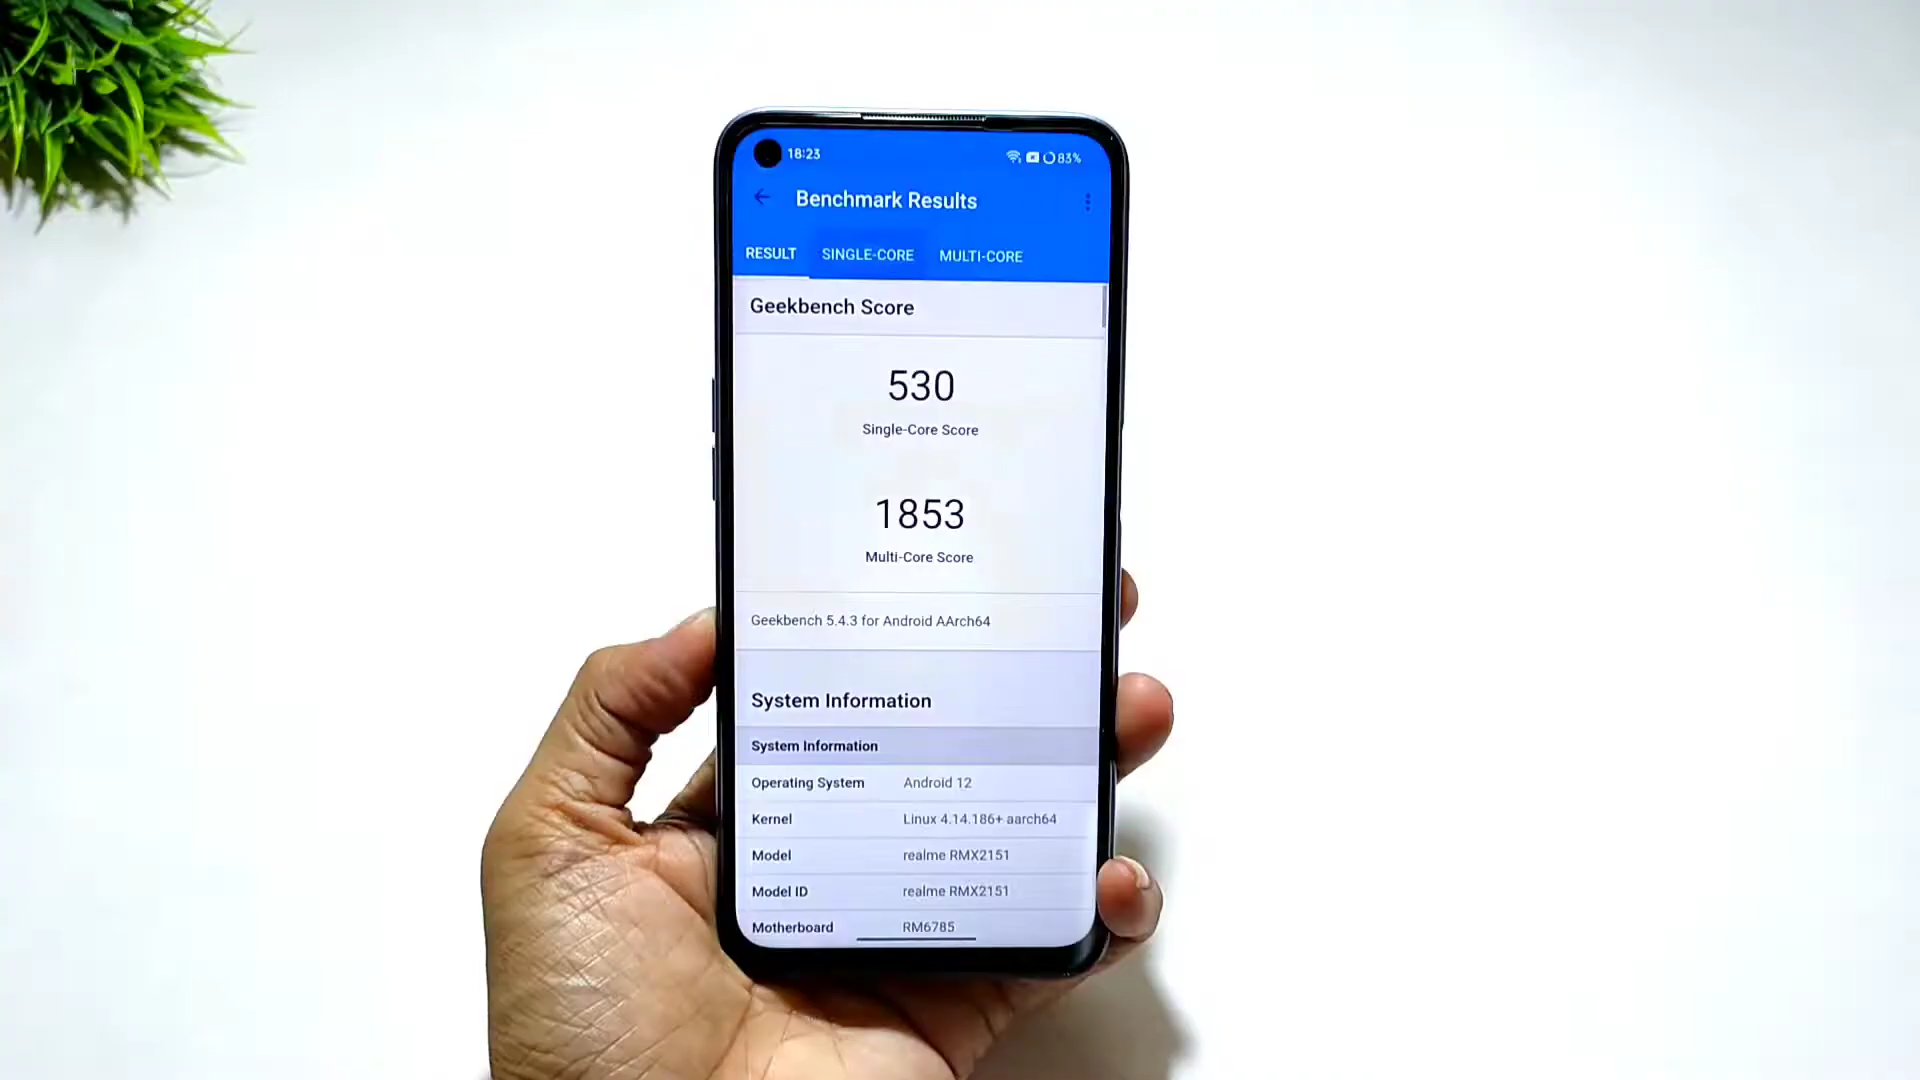 18:23 83%
Benchmark Results
RESULT SINGLE-CORE MULTI-CORE
Geekbench Score
530
Single-Core Score
1853
Multi-Core Score
Geekbench 5.4.3 for Android AArch64
System Information
System Information
Operating System Android 12
Kernel Linux 4.14.186+ aarch64
Model realme RMX2151
Model ID realme RMX2151
Motherboard RM6785